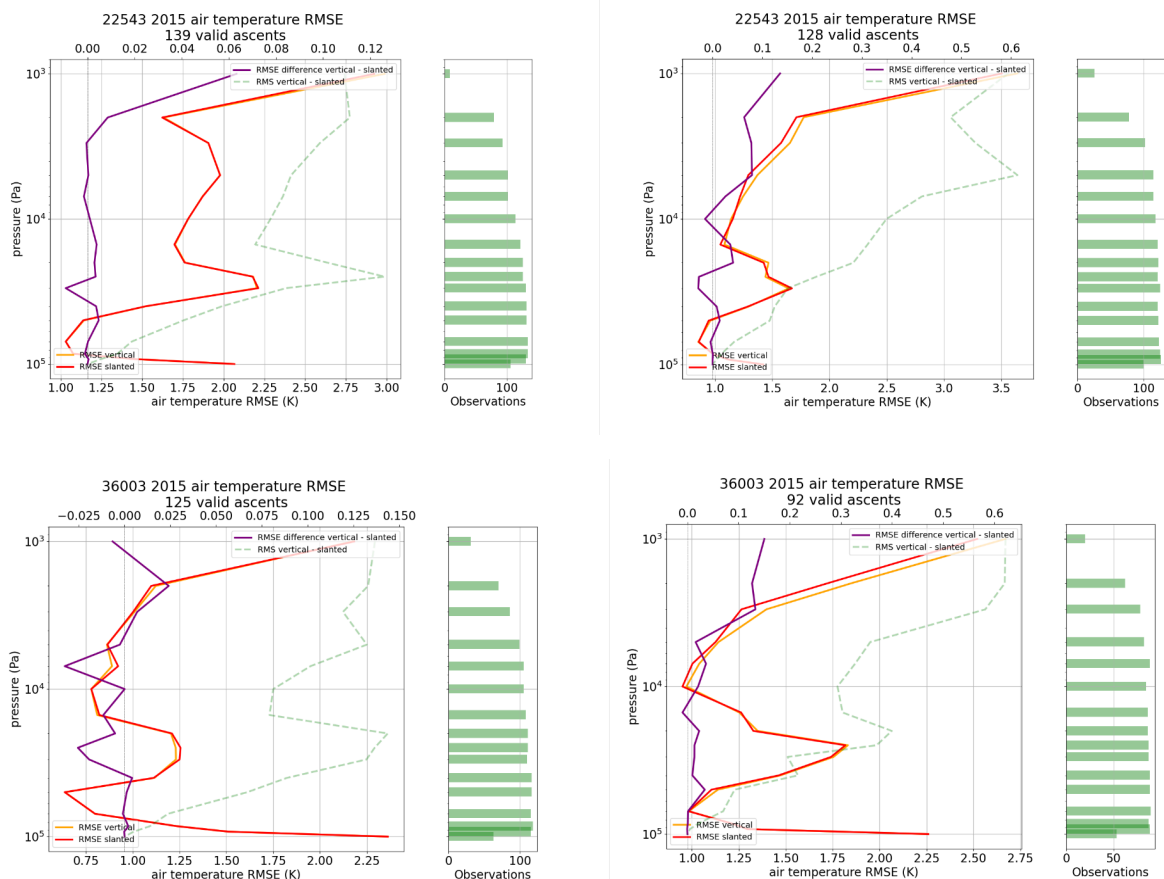 22543 2015 air temperature RMSE
139 valid ascents
0.00 0.02 0.04 0.06 0.08 0.10 0.12
RMSE difference vertical - slanted
RMS vertical - slanted
10³
10⁴
10⁵
pressure (Pa)
RMSE vertical
RMSE slanted
1.00 1.25 1.50 1.75 2.00 2.25 2.50 2.75 3.00
air temperature RMSE (K)
0 100
Observations
22543 2015 air temperature RMSE
128 valid ascents
0.0 0.1 0.2 0.3 0.4 0.5 0.6
RMSE difference vertical - slanted
RMS vertical - slanted
10³
10⁴
10⁵
pressure (Pa)
RMSE vertical
RMSE slanted
1.0 1.5 2.0 2.5 3.0 3.5
air temperature RMSE (K)
0 50 100
Observations
36003 2015 air temperature RMSE
125 valid ascents
−0.025 0.000 0.025 0.050 0.075 0.100 0.125 0.150
RMSE difference vertical - slanted
RMS vertical - slanted
10³
10⁴
10⁵
pressure (Pa)
RMSE vertical
RMSE slanted
0.75 1.00 1.25 1.50 1.75 2.00 2.25
air temperature RMSE (K)
0 50 100
Observations
36003 2015 air temperature RMSE
92 valid ascents
0.0 0.1 0.2 0.3 0.4 0.5 0.6
RMSE difference vertical - slanted
RMS vertical - slanted
10³
10⁴
10⁵
pressure (Pa)
RMSE vertical
RMSE slanted
1.00 1.25 1.50 1.75 2.00 2.25 2.50 2.75
air temperature RMSE (K)
0 50
Observations